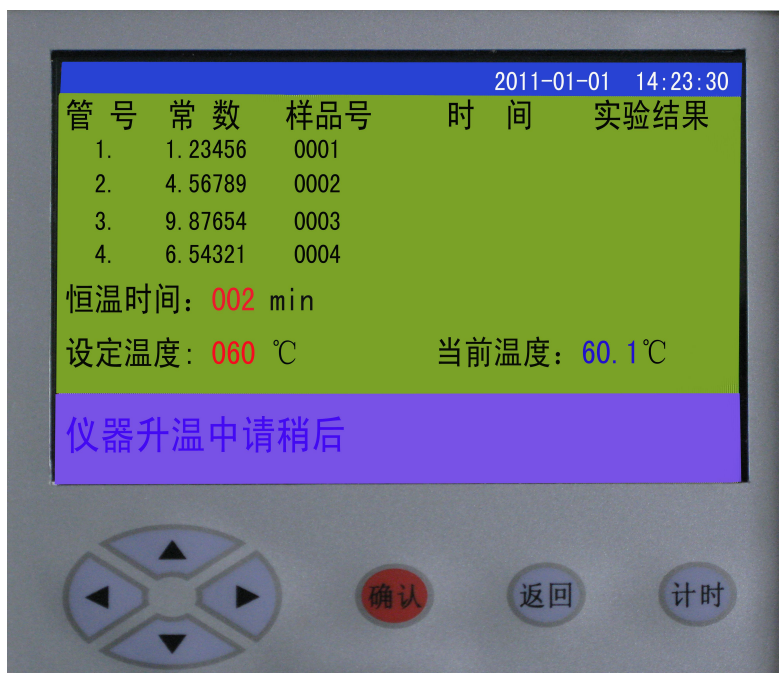 2011-01-01 14:23:30
管号 常数 样品号 时间 实验结果
1. 1.23456 0001
2. 4.56789 0002
3. 9.87654 0003
4. 6.54321 0004
恒温时间：002 min
设定温度：060 ℃ 当前温度：60.1℃
仪器升温中请稍后
确认 返回 计时